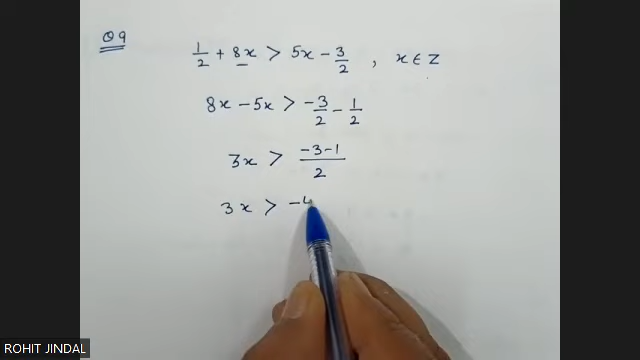 Q9
1/2 + 8x > 5x - 3/2 , x ∈ Z
8x - 5x > -3/2 - 1/2
3x > (-3-1)/2
3x > -4
ROHIT JINDAL